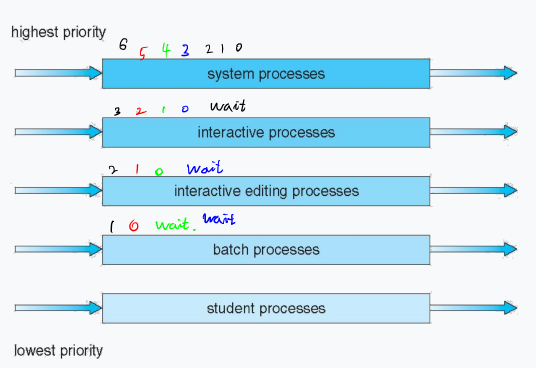 highest priority
6 5 4 3 2 1 0
system processes
3 2 1 0 wait
interactive processes
2 1 0 wait
interactive editing processes
1 0 wait. wait
batch processes
student processes
lowest priority